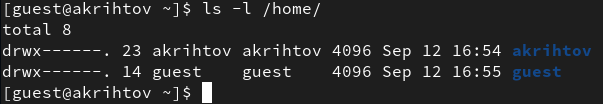 [guest@akrihtov ~]$ ls -l /home/
total 8
drwx------. 23 akrihtov akrihtov 4096 Sep 12 16:54 akrihtov
drwx------. 14 guest    guest    4096 Sep 12 16:55 guest
[guest@akrihtov ~]$